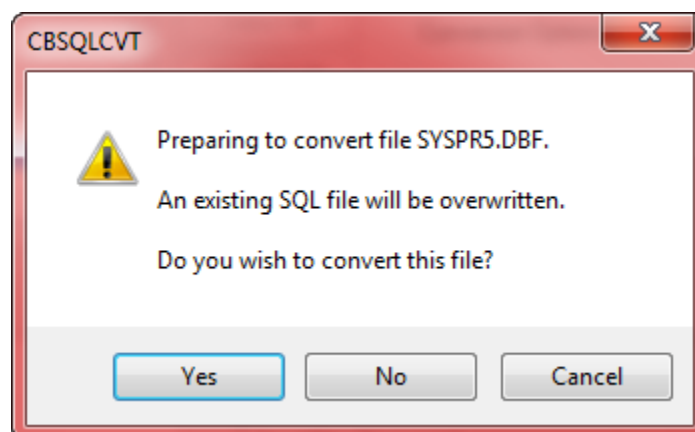 CBSQLCVT
Preparing to convert file SYSPR5.DBF.
An existing SQL file will be overwritten.
Do you wish to convert this file?
Yes
No
Cancel